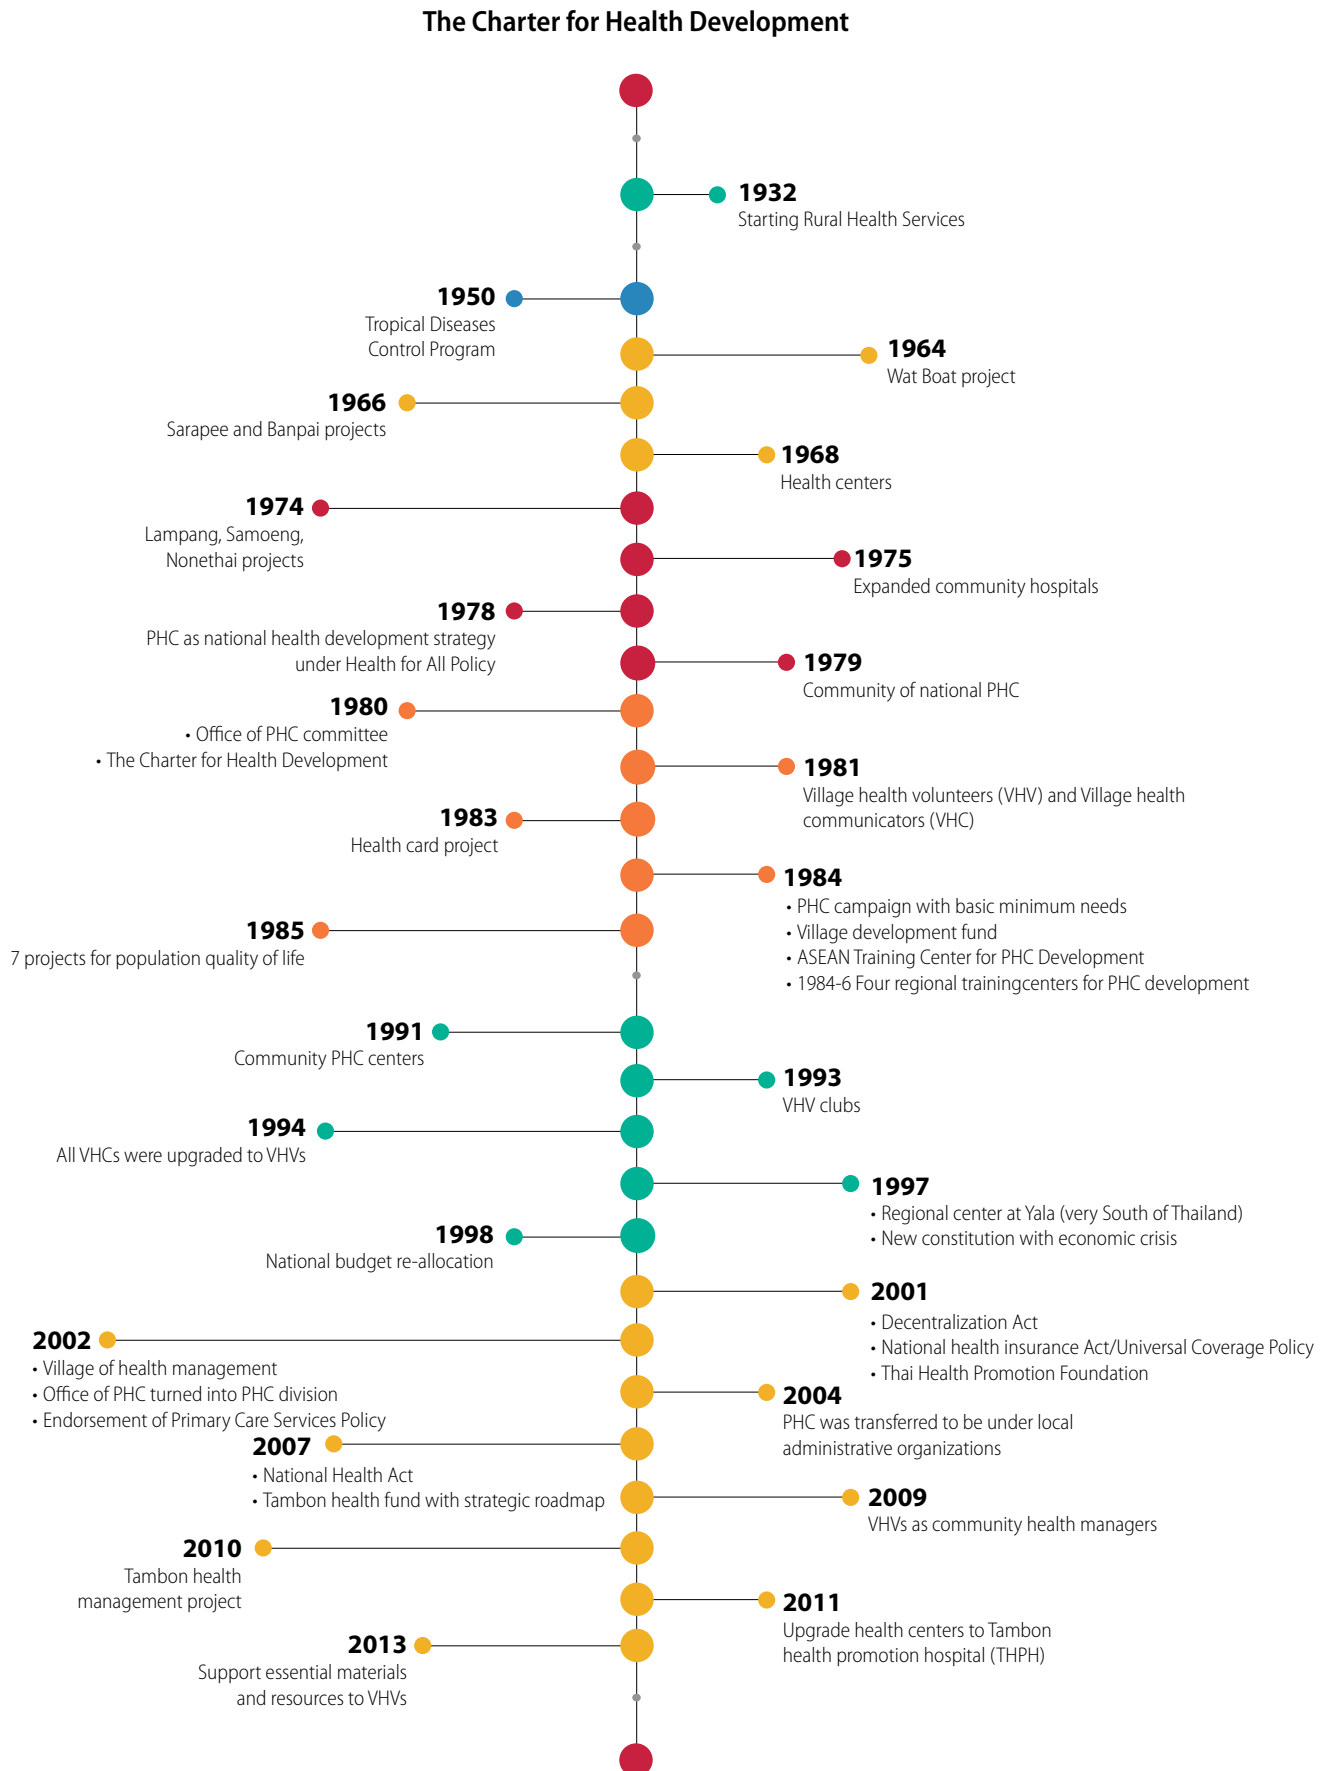 The Charter for Health Development
1932
Starting Rural Health Services
1950
Tropical Diseases
Control Program
1964
Wat Boat project
1966
Sarapee and Banpai projects
1968
Health centers
1974
Lampang, Samoeng,
Nonethai projects
1975
Expanded community hospitals
1978
PHC as national health development strategy
under Health for All Policy
1979
Community of national PHC
1980
• Office of PHC committee
• The Charter for Health Development
1981
Village health volunteers (VHV) and Village health
communicators (VHC)
1983
Health card project
1984
• PHC campaign with basic minimum needs
• Village development fund
• ASEAN Training Center for PHC Development
• 1984-6 Four regional trainingcenters for PHC development
1985
7 projects for population quality of life
1991
Community PHC centers
1993
VHV clubs
1994
All VHCs were upgraded to VHVs
1997
• Regional center at Yala (very South of Thailand)
• New constitution with economic crisis
1998
National budget re-allocation
2001
• Decentralization Act
• National health insurance Act/Universal Coverage Policy
• Thai Health Promotion Foundation
2002
• Village of health management
• Office of PHC turned into PHC division
• Endorsement of Primary Care Services Policy
2004
PHC was transferred to be under local
administrative organizations
2007
• National Health Act
• Tambon health fund with strategic roadmap
2009
VHVs as community health managers
2010
Tambon health
management project
2011
Upgrade health centers to Tambon
health promotion hospital (THPH)
2013
Support essential materials
and resources to VHVs